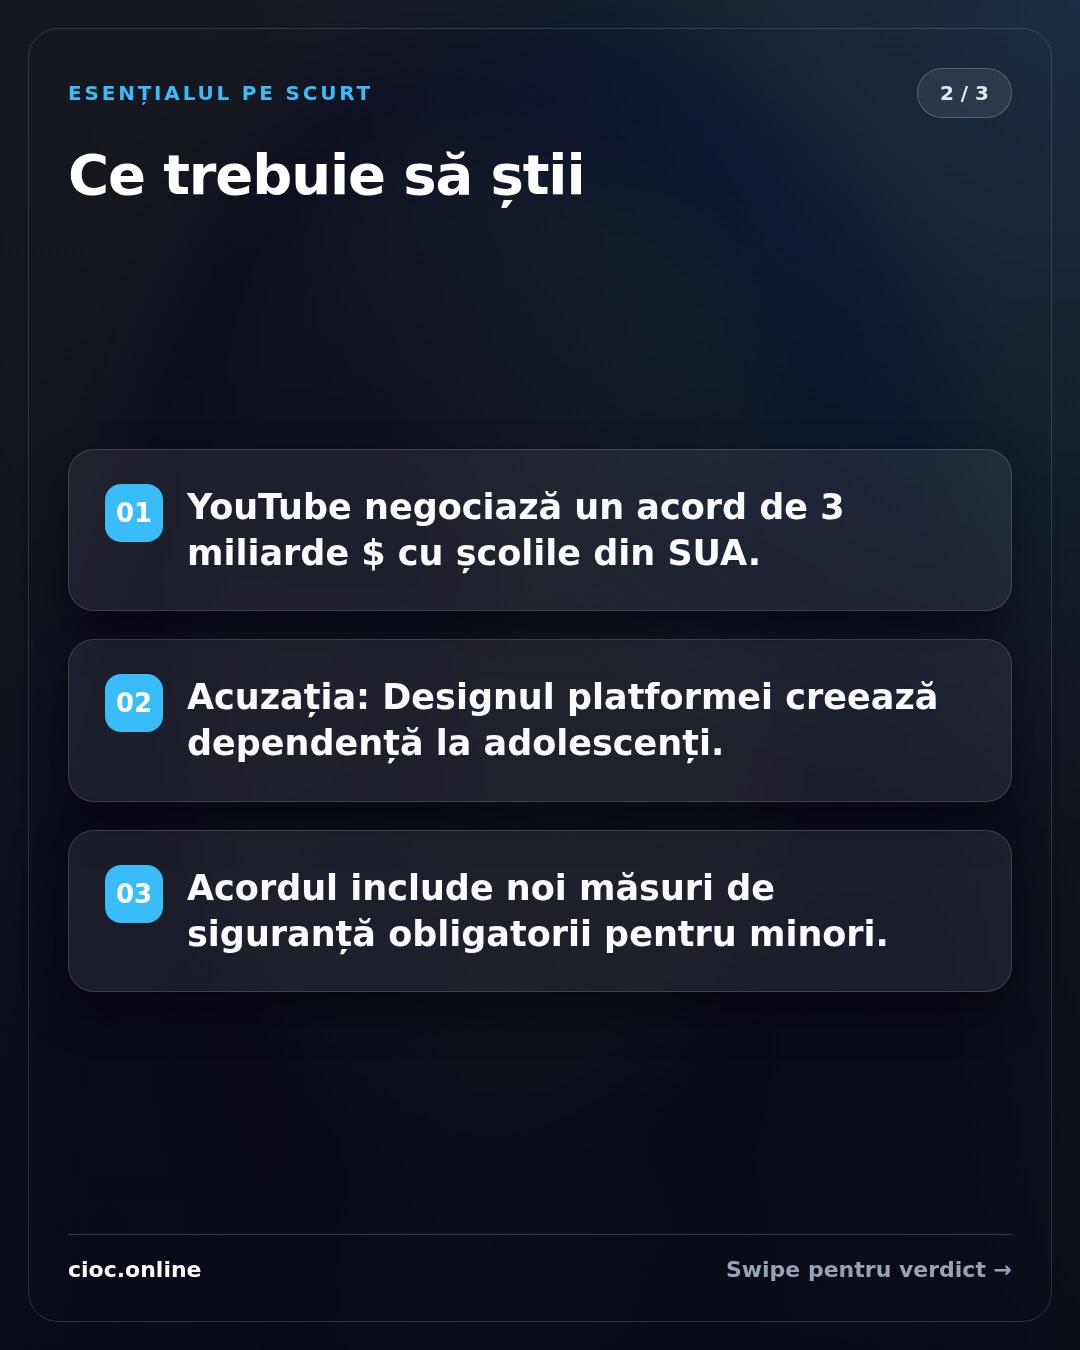 ESENȚIALUL PE SCURT
2 / 3
Ce trebuie să știi
01
YouTube negociază un acord de 3
miliarde $ cu școlile din SUA.
02
Acuzația: Designul platformei creează
dependență la adolescenți.
03
Acordul include noi măsuri de
siguranță obligatorii pentru minori.
cioc.online
Swipe pentru verdict →